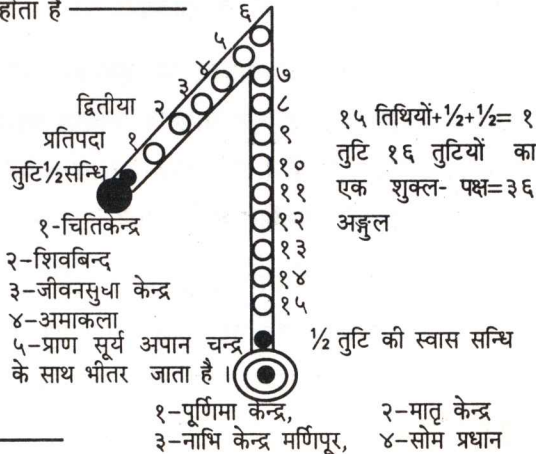 होता है
६
५
४
३
२
१
द्वितीया
प्रतिपदा
तुटि½सन्धि
७
८
९
१०
११
१२
१३
१४
१५
१५ तिथियों+½+½= १
तुटि १६ तुटियों का
एक शुक्ल- पक्ष=३६
अङ्गुल
१-चितिकेन्द्र
२-शिवबिन्द
३-जीवनसुधा केन्द्र
४-अमाकला
५-प्राण सूर्य अपान चन्द्र
के साथ भीतर जाता है ।
½ तुटि की स्वास सन्धि
१-पूर्णिमा केन्द्र, २-मातृ केन्द्र
३-नाभि केन्द्र मर्णिपूर, ४-सोम प्रधान